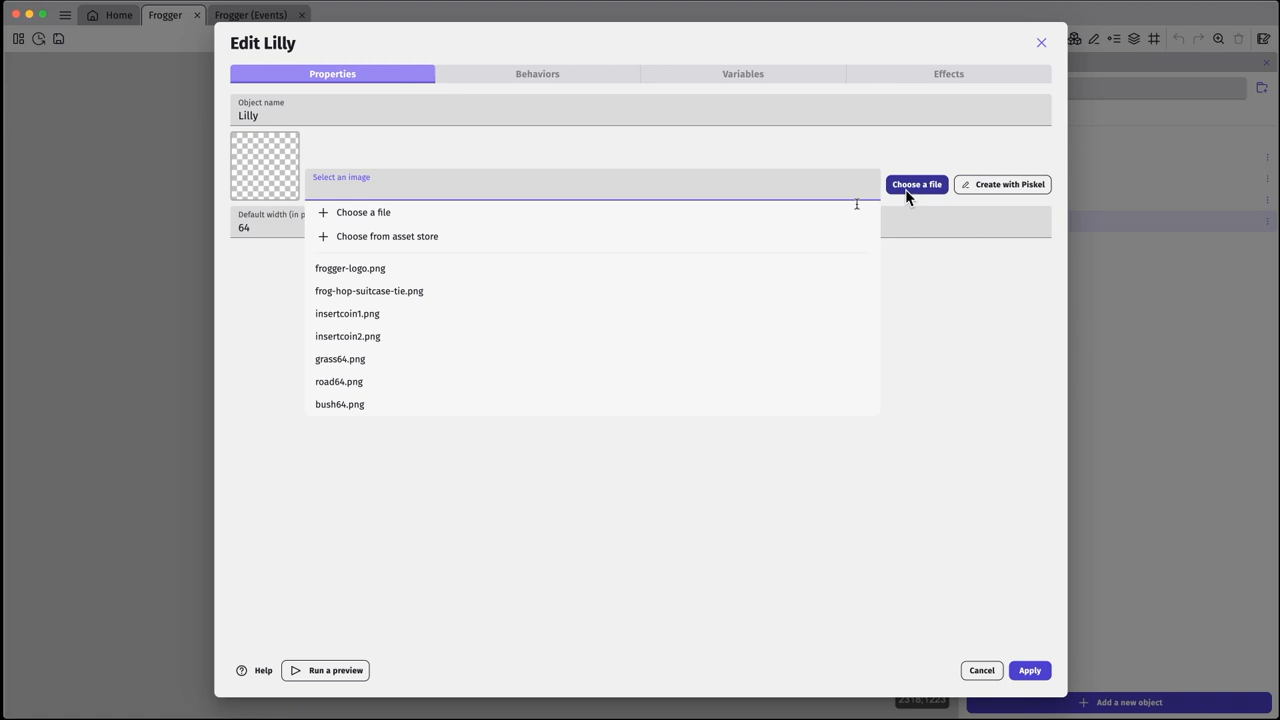 Home
Frogger
Frogger (Events)
Edit Lilly
Properties
Behaviors
Variables
Effects
Object name
Lilly
Select an image
Choose a file
Create with Piskel
Default width (in p
64
Choose a file
Choose from asset store
frogger-logo.png
frog-hop-suitcase-tie.png
insertcoin1.png
insertcoin2.png
grass64.png
road64.png
bush64.png
Help
Run a preview
Cancel
Apply
2316;1223
Add a new object